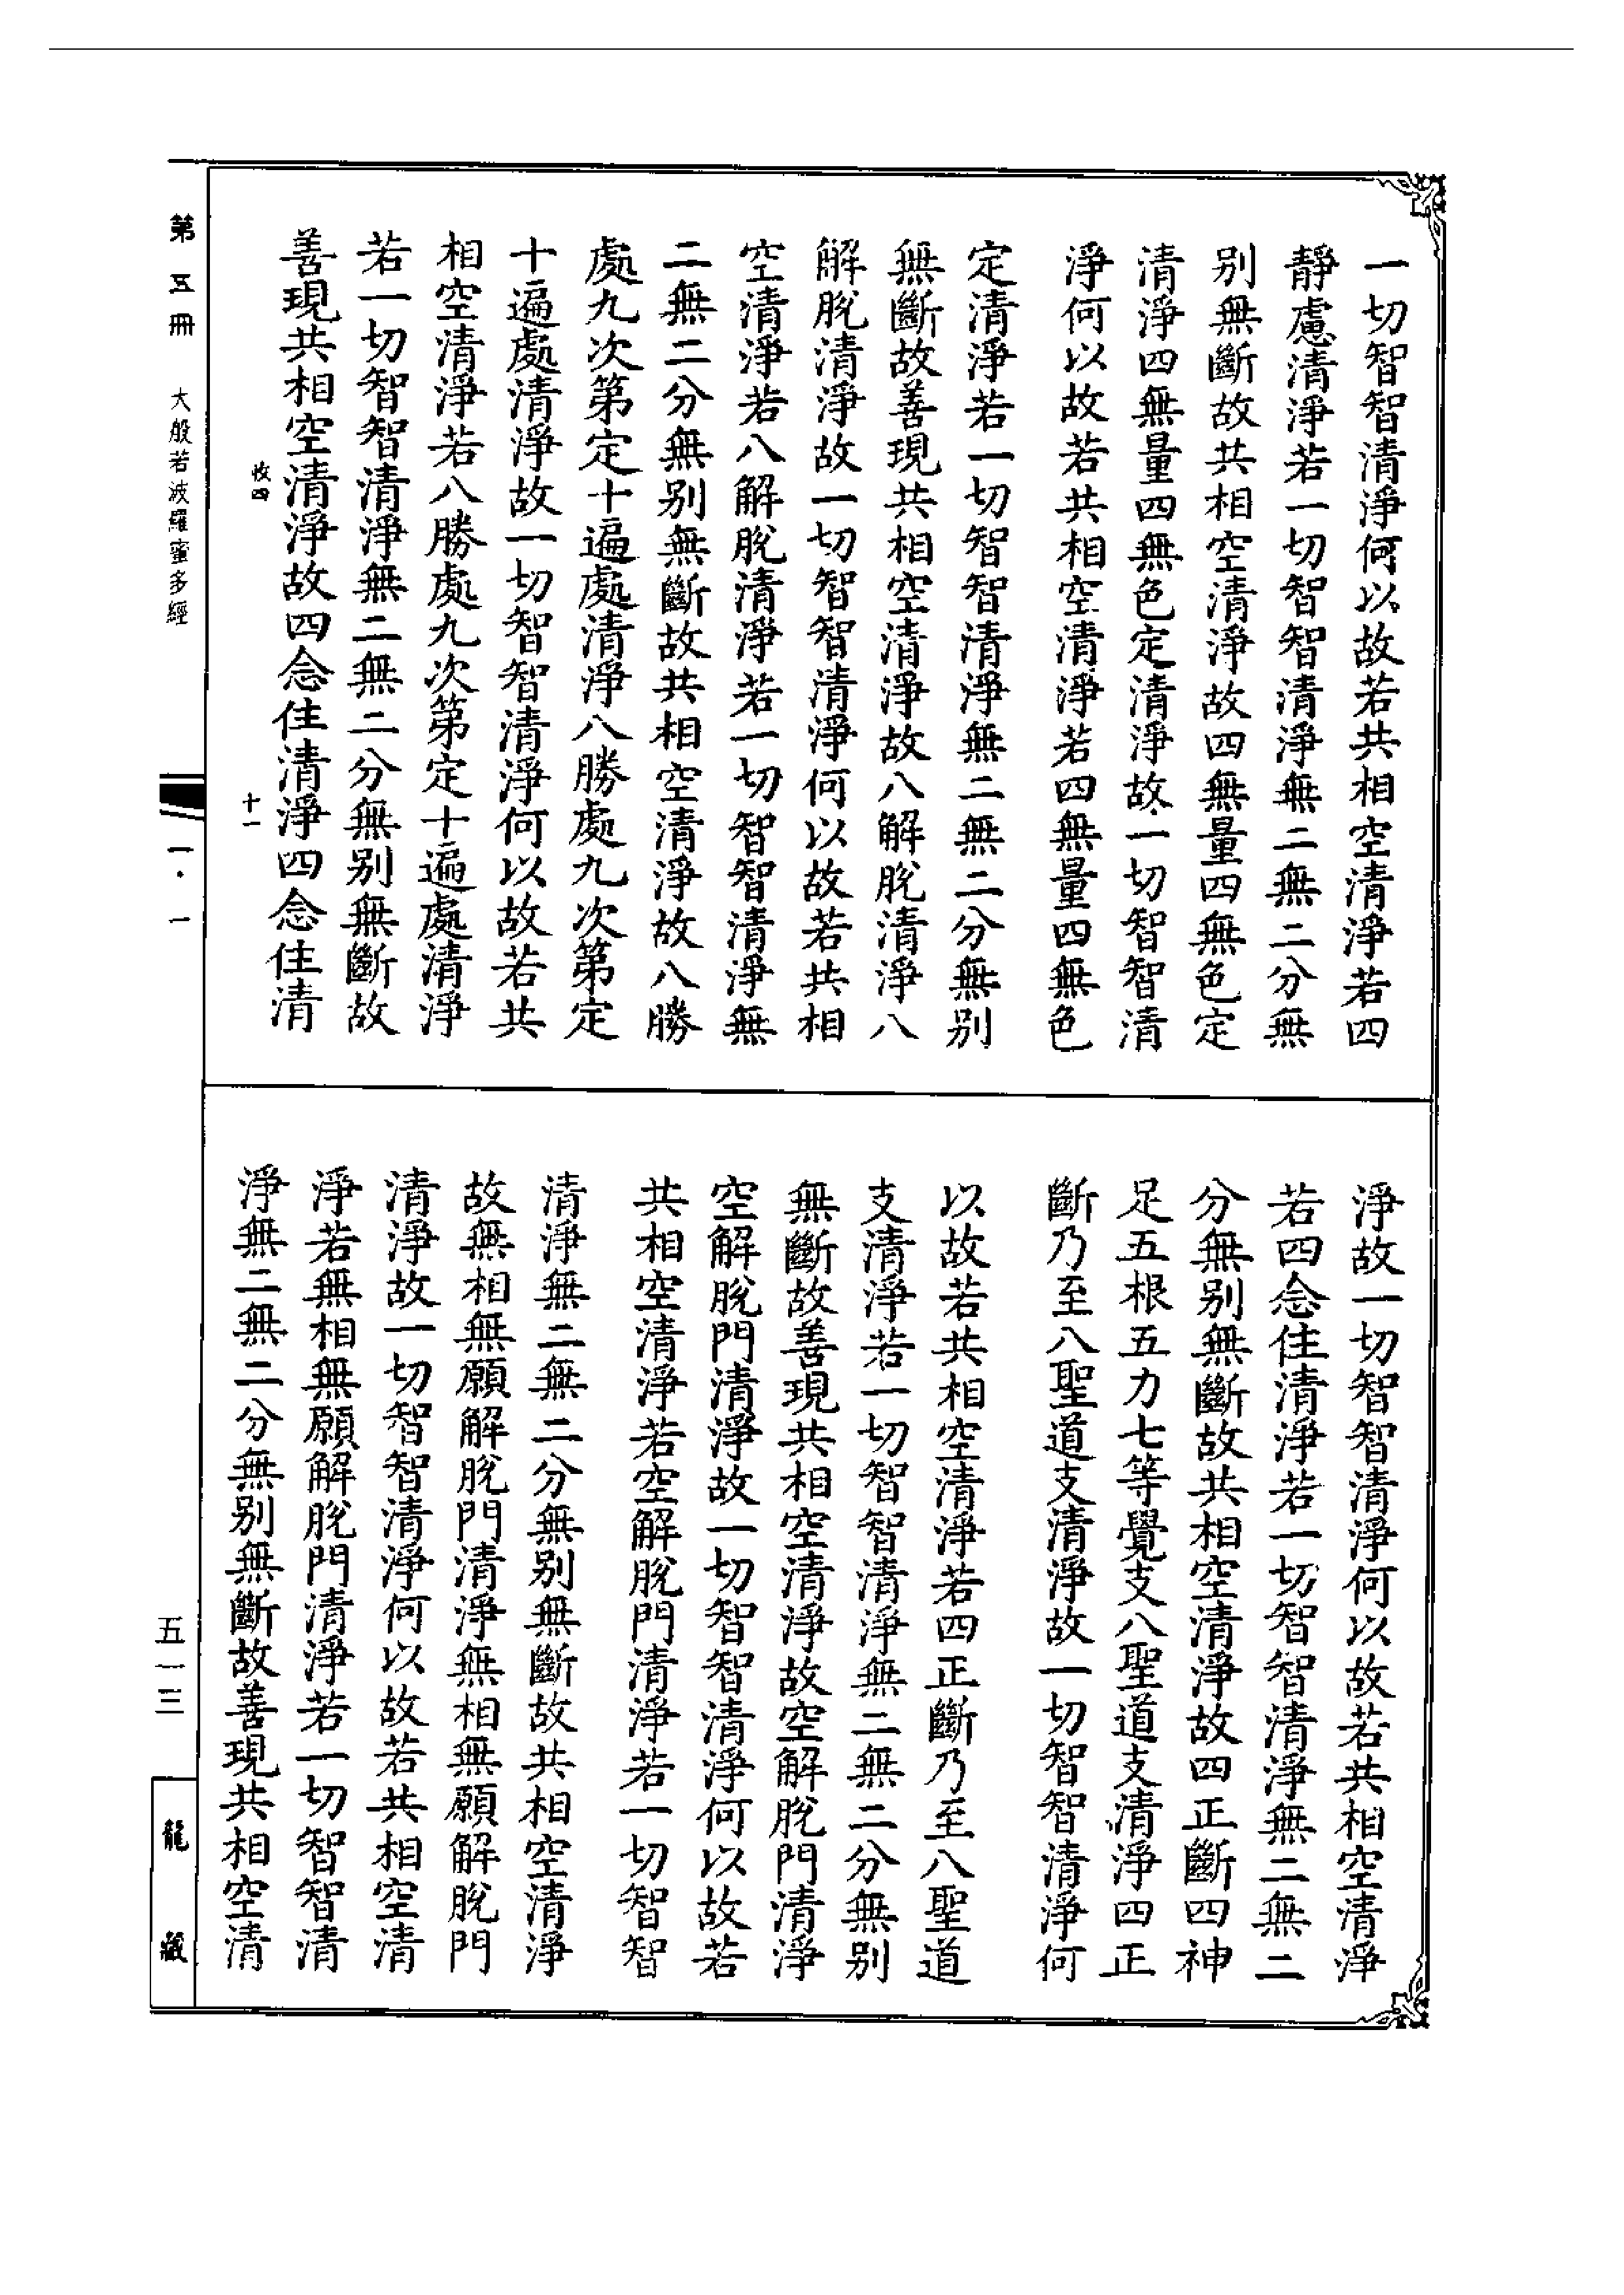 一切智智清淨何以故若共相空清淨若四
靜慮清淨若一切智智清淨無二無二分無
别無斷故共相空清淨故四無量四無色定
清淨四無量四無色定清淨故一切智智清
淨何以故若共相空清淨若四無量四無色
定清淨若一切智智清淨無二無二分無别
無斷故善現共相空清淨故八解脫清淨八
解脫清淨故一切智智清淨何以故若共相
空清淨若八解脫清淨若一切智智清淨無
二無二分無别無斷故共相空清淨故八勝
處九次第定十遍處清淨八勝處九次第定
十遍處清淨故一切智智清淨何以故若共
相空清淨若八勝處九次第定十遍處清淨
若一切智智清淨無二無二分無别無斷故
善現共相空清淨故四念住清淨四念住清
收四 十一
淨故一切智智清淨何以故若共相空清淨
若四念住清淨若一切智智清淨無二無二
分無别無斷故共相空清淨故四正斷四神
足五根五力七等覺支八聖道支清淨四正
斷乃至八聖道支清淨故一切智智清淨何
以故若共相空清淨若四正斷乃至八聖道
支清淨若一切智智清淨無二無二分無别
無斷故善現共相空清淨故空解脫門清淨
空解脫門清淨故一切智智清淨何以故若
共相空清淨若空解脫門清淨若一切智智
清淨無二無二分無别無斷故共相空清淨
故無相無願解脫門清淨無相無願解脫門
清淨故一切智智清淨何以故若共相空清
淨若無相無願解脫門清淨若一切智智清
淨無二無二分無别無斷故善現共相空清
第五冊 大般若波羅蜜多經 一·一 五一三 龍藏